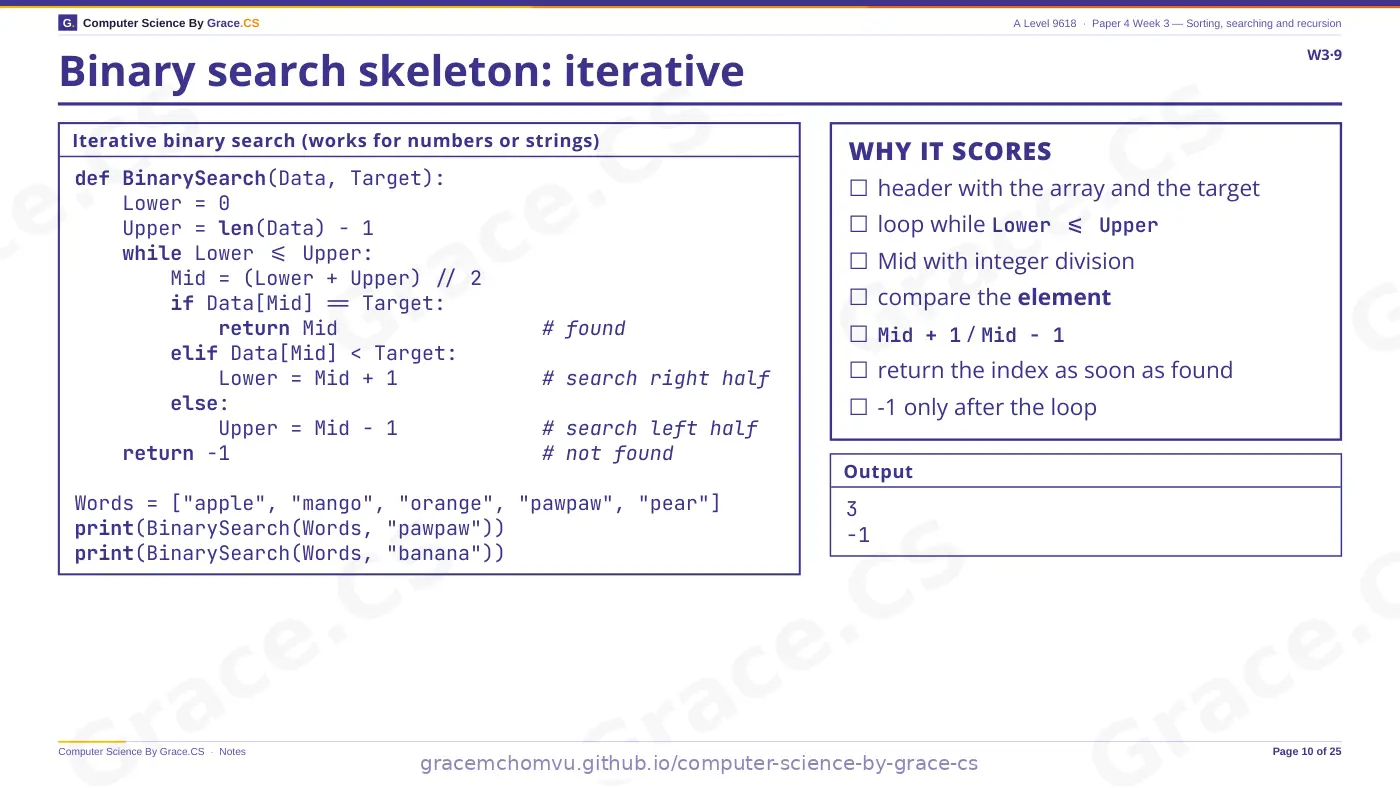 G. Computer Science By Grace.CS
A Level 9618 · Paper 4 Week 3 — Sorting, searching and recursion
Binary search skeleton: iterative
W3·9
Iterative binary search (works for numbers or strings)
def BinarySearch(Data, Target):
    Lower = 0
    Upper = len(Data) - 1
    while Lower <= Upper:
        Mid = (Lower + Upper) // 2
        if Data[Mid] == Target:
            return Mid                 # found
        elif Data[Mid] < Target:
            Lower = Mid + 1            # search right half
        else:
            Upper = Mid - 1            # search left half
    return -1                          # not found
Words = ["apple", "mango", "orange", "pawpaw", "pear"]
print(BinarySearch(Words, "pawpaw"))
print(BinarySearch(Words, "banana"))
WHY IT SCORES
☐ header with the array and the target
☐ loop while Lower <= Upper
☐ Mid with integer division
☐ compare the element
☐ Mid + 1 / Mid - 1
☐ return the index as soon as found
☐ -1 only after the loop
Output
3
-1
Computer Science By Grace.CS · Notes
gracemchomvu.github.io/computer-science-by-grace-cs
Page 10 of 25
Grace.CS